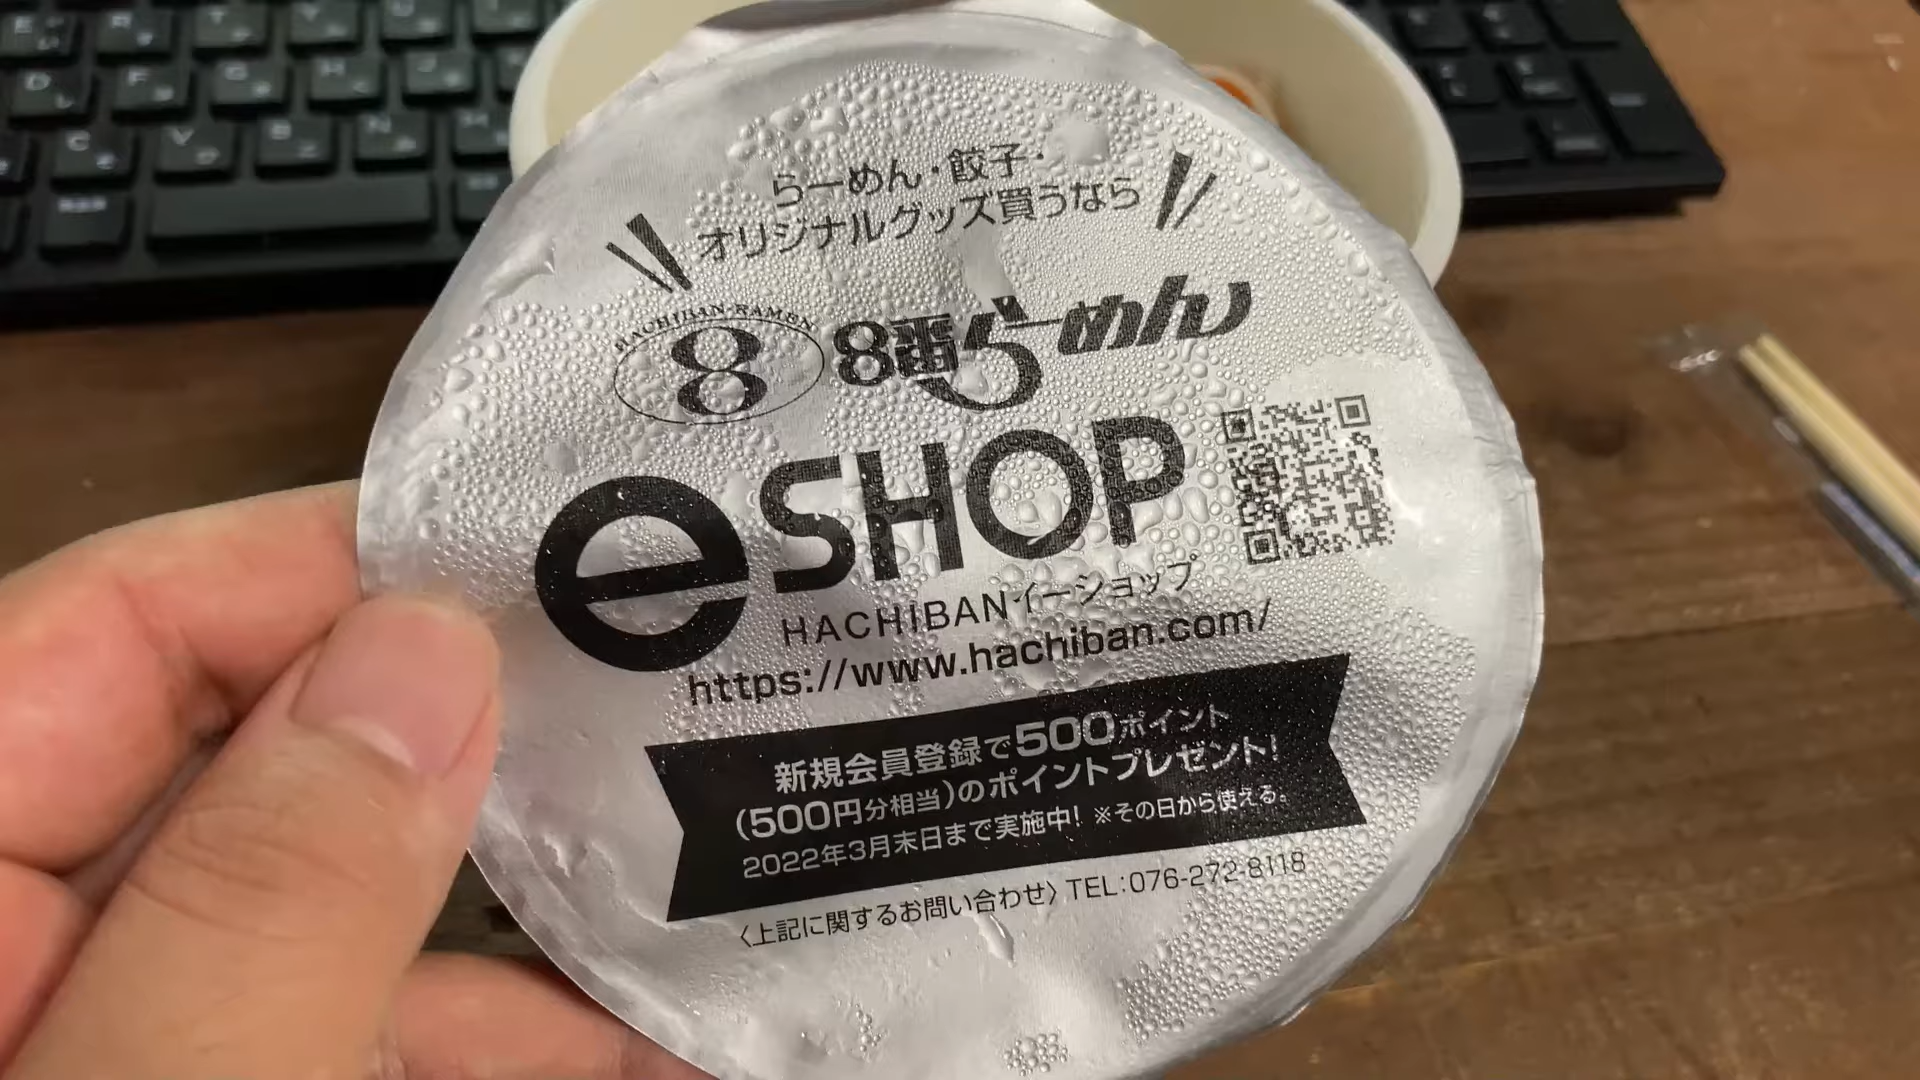 らーめん・餃子・
オリジナルグッズ買うなら
HACHIBAN RAMEN
8
8番らーめん
eSHOP
HACHIBANイーショップ
https://www.hachiban.com/
新規会員登録で500ポイント
(500円分相当)のポイントプレゼント!
2022年3月末日まで実施中! ※その日から使える。
〈上記に関するお問い合わせ〉TEL:076-272-8118
E
R
T
D
F
G
H
J
C
V
B
N
M